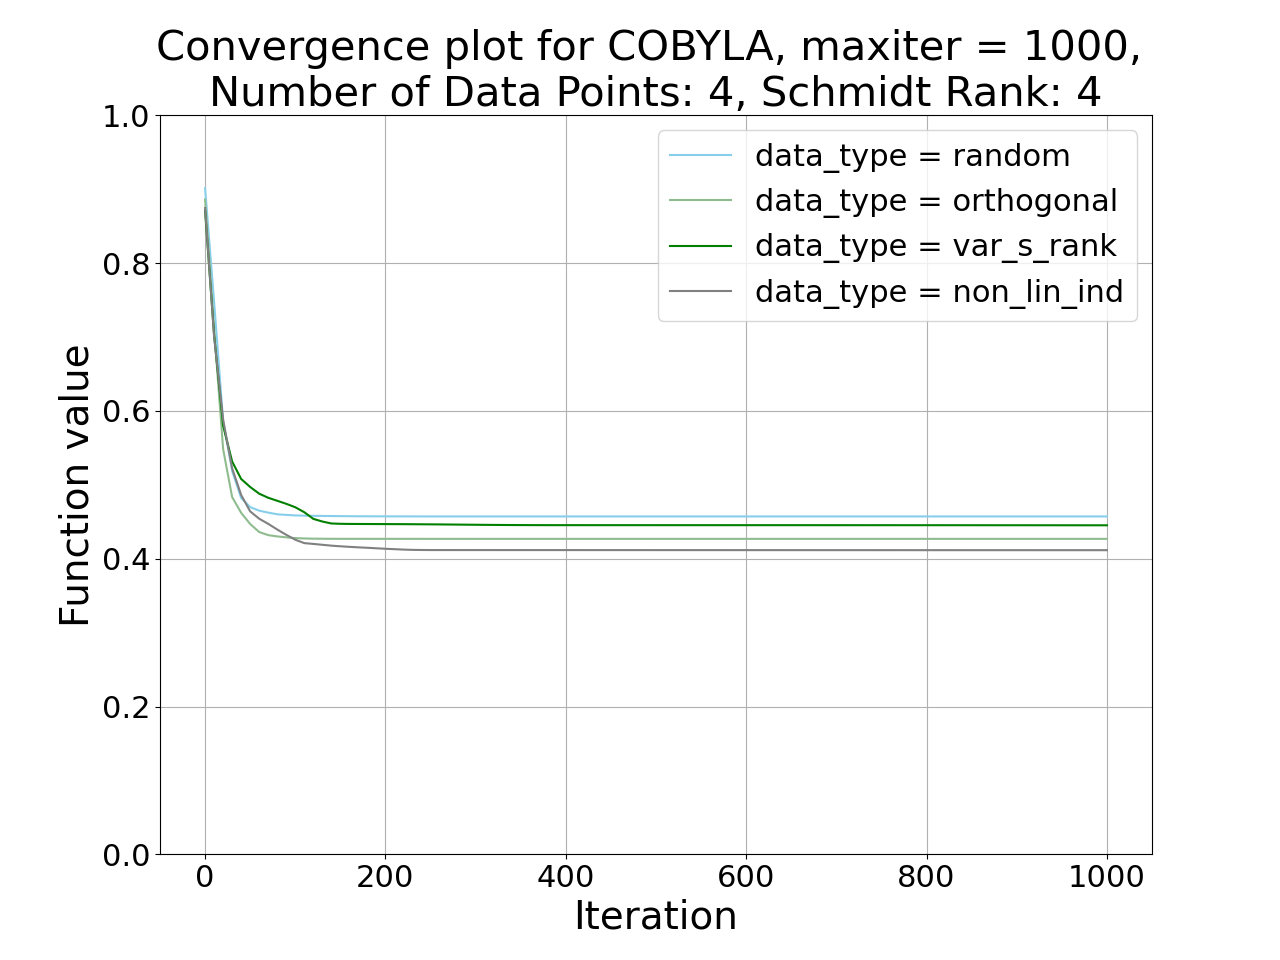 Convergence plot for COBYLA, maxiter = 1000,
Number of Data Points: 4, Schmidt Rank: 4
data_type = random
data_type = orthogonal
data_type = var_s_rank
data_type = non_lin_ind
Function value
1.0
0.8
0.6
0.4
0.2
0.0
0 200 400 600 800 1000
Iteration